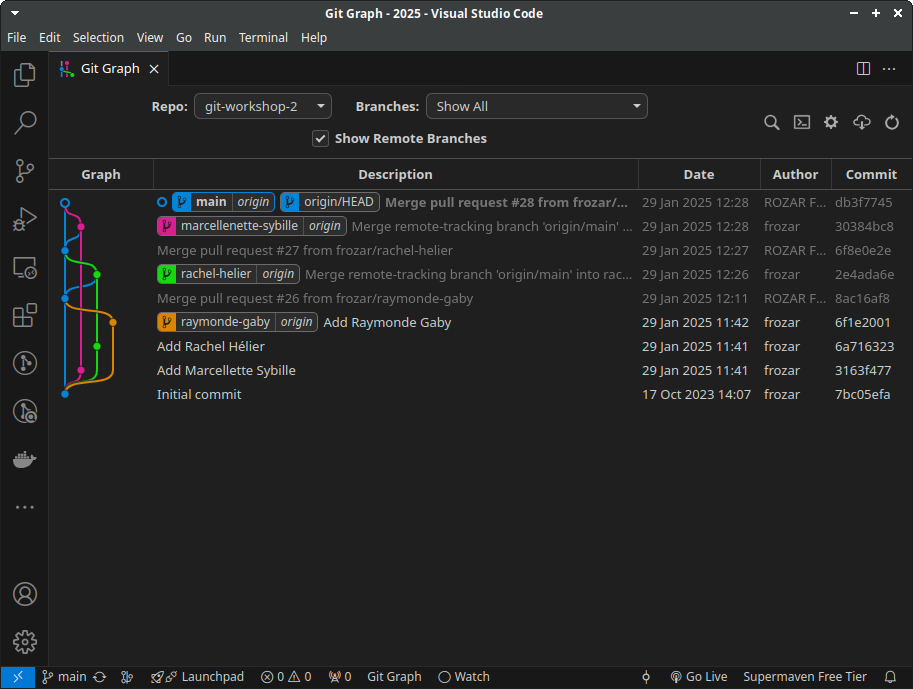 Git Graph - 2025 - Visual Studio Code
File Edit Selection View Go Run Terminal Help
Git Graph
Repo: git-workshop-2 Branches: Show All
Show Remote Branches
Graph Description Date Author Commit
main origin origin/HEAD Merge pull request #28 from frozar/... 29 Jan 2025 12:28 ROZAR F... db3f7745
marcellenette-sybille origin Merge remote-tracking branch 'origin/main' ... 29 Jan 2025 12:28 frozar 30384bc8
Merge pull request #27 from frozar/rachel-helier 29 Jan 2025 12:27 ROZAR F... 6f8e0e2e
rachel-helier origin Merge remote-tracking branch 'origin/main' into rac... 29 Jan 2025 12:26 frozar 2e4ada6e
Merge pull request #26 from frozar/raymonde-gaby 29 Jan 2025 12:11 ROZAR F... 8ac16af8
raymonde-gaby origin Add Raymonde Gaby 29 Jan 2025 11:42 frozar 6f1e2001
Add Rachel Hélier 29 Jan 2025 11:41 frozar 6a716323
Add Marcellette Sybille 29 Jan 2025 11:41 frozar 3163f477
Initial commit 17 Oct 2023 14:07 frozar 7bc05efa
main Launchpad 0 0 0 Git Graph Watch Go Live Supermaven Free Tier